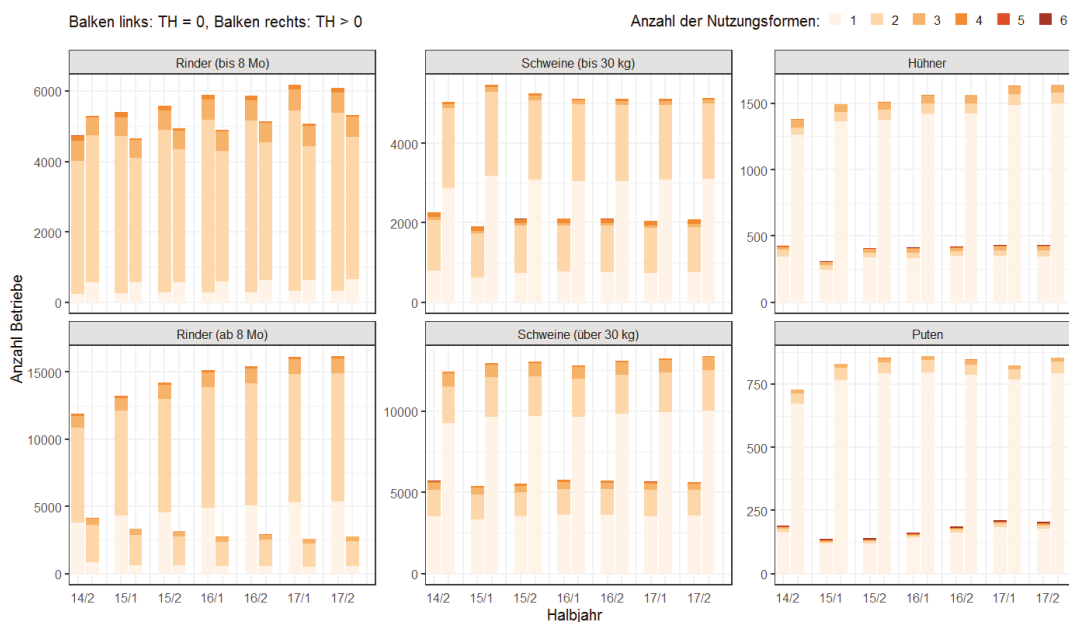 Balken links: TH = 0, Balken rechts: TH > 0
Anzahl der Nutzungsformen: 1 2 3 4 5 6
Rinder (bis 8 Mo)
Schweine (bis 30 kg)
Hühner
6000
4000
2000
0
4000
2000
0
1500
1000
500
0
Anzahl Betriebe
Rinder (ab 8 Mo)
Schweine (über 30 kg)
Puten
15000
10000
5000
0
10000
5000
0
750
500
250
0
14/2 15/1 15/2 16/1 16/2 17/1 17/2
14/2 15/1 15/2 16/1 16/2 17/1 17/2
14/2 15/1 15/2 16/1 16/2 17/1 17/2
Halbjahr